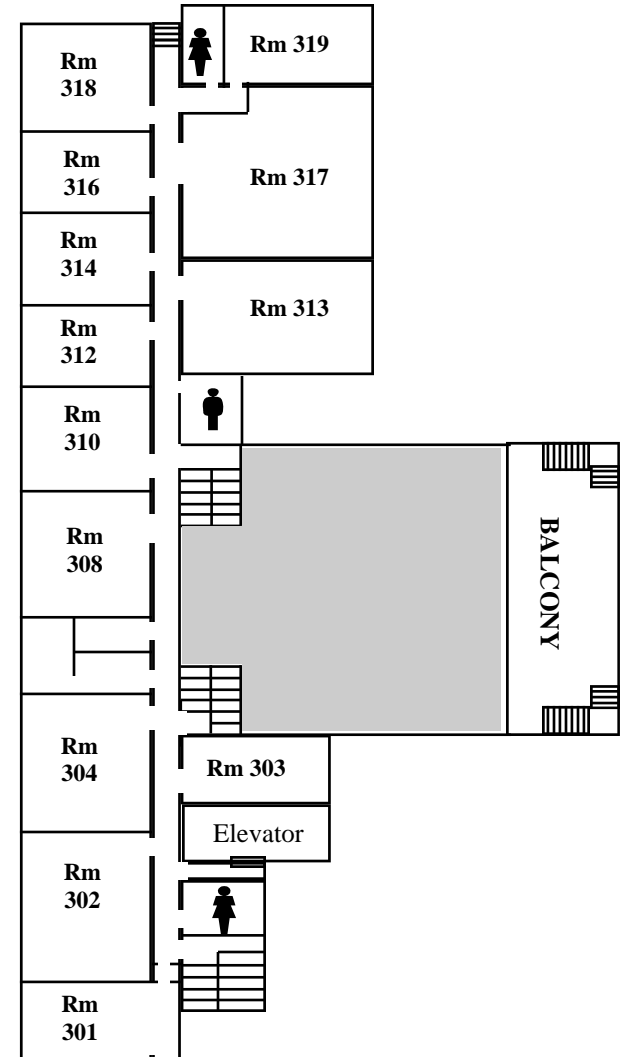 Rm 319
Rm
318
Rm
316
Rm 317
Rm
314
Rm 313
Rm
312
Rm
310
Rm
308
BALCONY
Rm
304
Rm 303
Elevator
Rm
302
Rm
301